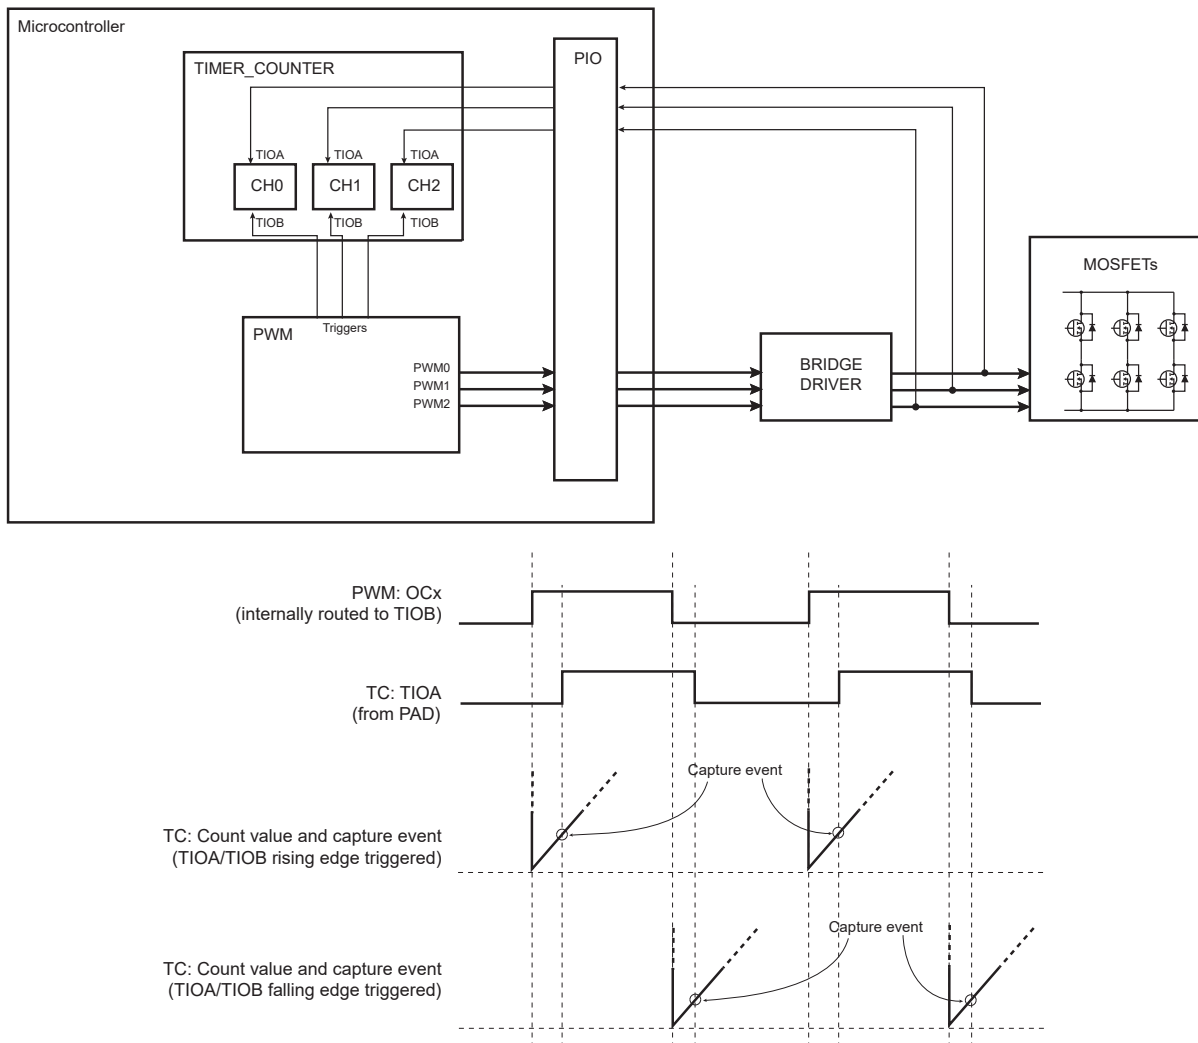 Microcontroller
TIMER_COUNTER
PIO
TIOA
TIOA
TIOA
CH0
CH1
CH2
TIOB
TIOB
TIOB
MOSFETs
Triggers
PWM
PWM0
PWM1
PWM2
BRIDGE
DRIVER
PWM: OCx
(internally routed to TIOB)
TC: TIOA
(from PAD)
Capture event
TC: Count value and capture event
(TIOA/TIOB rising edge triggered)
Capture event
TC: Count value and capture event
(TIOA/TIOB falling edge triggered)